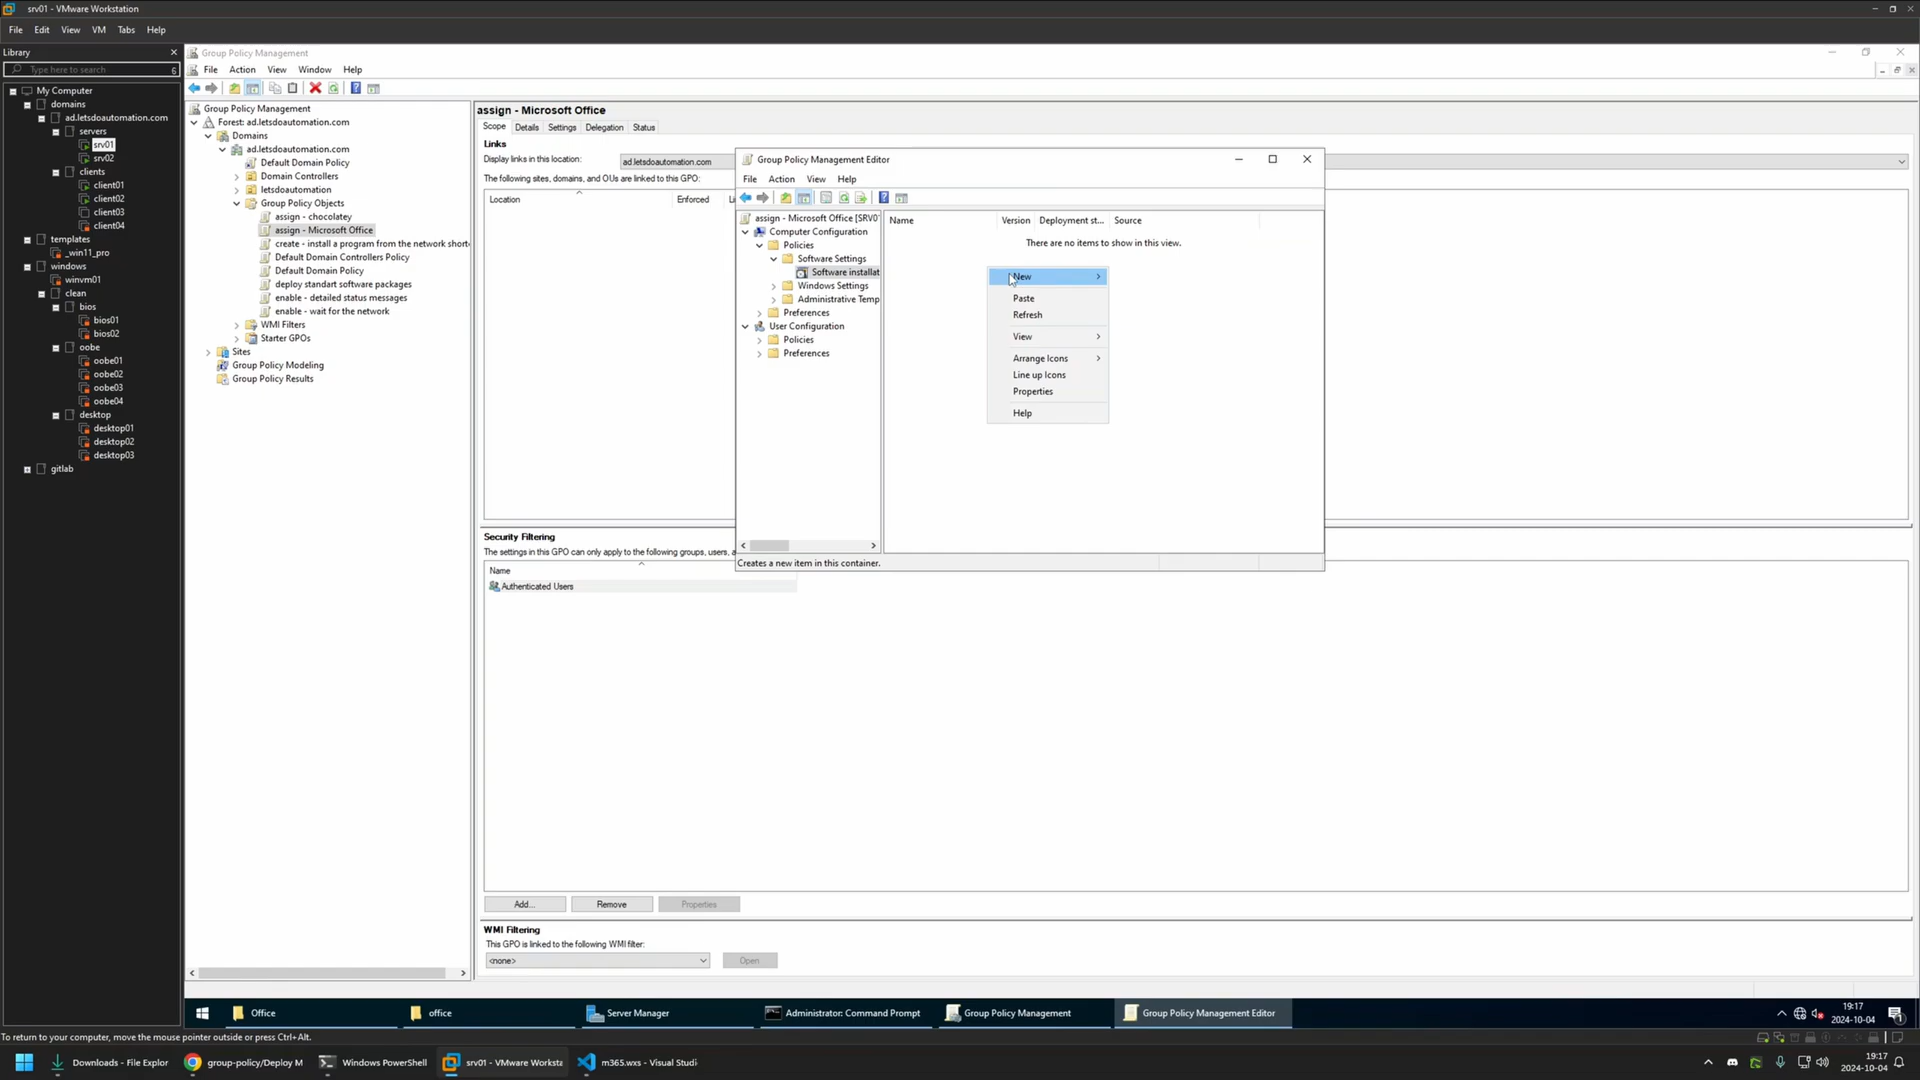 srv01 - VMware Workstation
File Edit View VM Tabs Help
Library
Type here to search
My Computer
domains
ad.letsdoautomation.com
servers
srv01
srv02
clients
client01
client02
client03
client04
templates
_win11_pro
windows
winvm01
clean
bios
bios01
bios02
oobe
oobe01
oobe02
oobe03
oobe04
desktop
desktop01
desktop02
desktop03
gitlab
Group Policy Management
File Action View Window Help
Group Policy Management
Forest: ad.letsdoautomation.com
Domains
ad.letsdoautomation.com
Default Domain Policy
Domain Controllers
letsdoautomation
Group Policy Objects
assign - chocolatey
assign - Microsoft Office
create - install a program from the network short
Default Domain Controllers Policy
Default Domain Policy
deploy standart software packages
enable - detailed status messages
enable - wait for the network
WMI Filters
Starter GPOs
Sites
Group Policy Modeling
Group Policy Results
assign - Microsoft Office
Scope Details Settings Delegation Status
Links
Display links in this location: ad.letsdoautomation.com
The following sites, domains, and OUs are linked to this GPO:
Location Enforced Li
Security Filtering
The settings in this GPO can only apply to the following groups, users, a
Name
Authenticated Users
Add... Remove Properties
WMI Filtering
This GPO is linked to the following WMI filter:
<none> Open
Group Policy Management Editor
File Action View Help
assign - Microsoft Office [SRV0
Computer Configuration
Policies
Software Settings
Software installat
Windows Settings
Administrative Temp
Preferences
User Configuration
Policies
Preferences
Name Version Deployment st... Source
There are no items to show in this view.
New
Paste
Refresh
View
Arrange Icons
Line up Icons
Properties
Help
Creates a new item in this container.
Office office Server Manager Administrator: Command Prompt Group Policy Management Group Policy Management Editor
19:17
2024-10-04
To return to your computer, move the mouse pointer outside or press Ctrl+Alt.
Downloads - File Explor group-policy/Deploy M Windows PowerShell srv01 - VMware Worksta m365.wxs - Visual Studi
19:17
2024-10-04